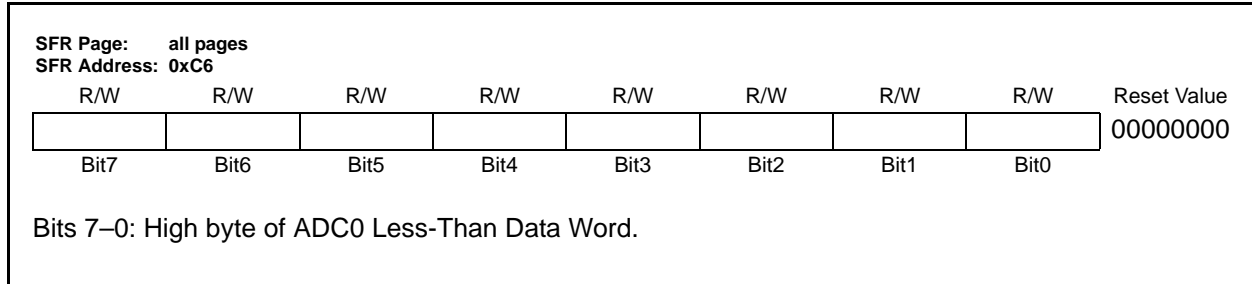 SFR Page: all pages
SFR Address: 0xC6
R/W R/W R/W R/W R/W R/W R/W R/W Reset Value
00000000
Bit7 Bit6 Bit5 Bit4 Bit3 Bit2 Bit1 Bit0
Bits 7–0: High byte of ADC0 Less-Than Data Word.